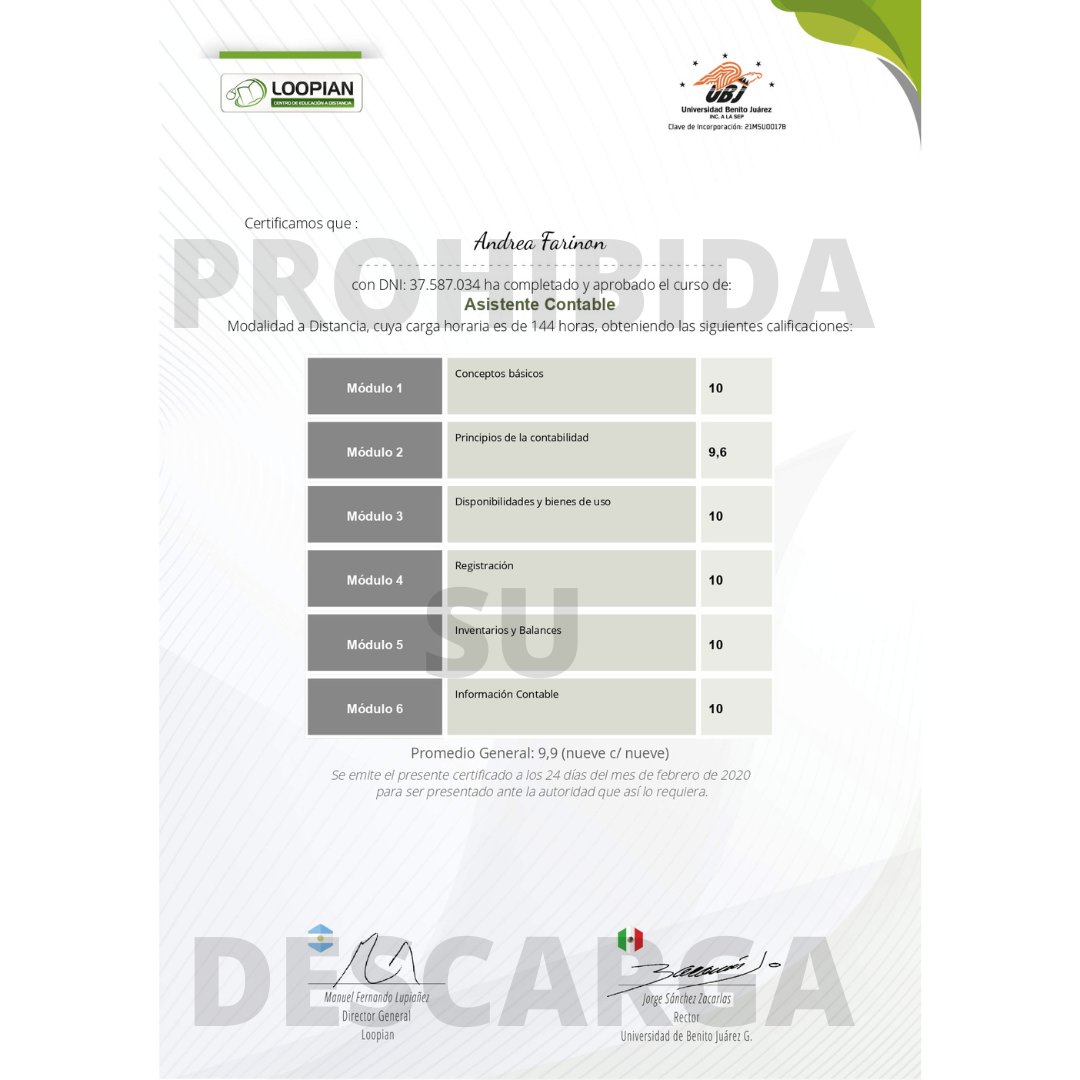 LOOPIAN
CENTRO DE EDUCACIÓN A DISTANCIA
UBJ
Universidad Benito Juárez
INC. A LA SEP
Clave de Incorporación: 21MSU0017B
Certificamos que :
Andrea Farinon
PROHIBIDA
con DNI: 37.587.034 ha completado y aprobado el curso de:
Asistente Contable
Modalidad a Distancia, cuya carga horaria es de 144 horas, obteniendo las siguientes calificaciones:
Módulo 1 Conceptos básicos 10
Módulo 2 Principios de la contabilidad 9,6
Módulo 3 Disponibilidades y bienes de uso 10
Módulo 4 Registración 10
SU
Módulo 5 Inventarios y Balances 10
Módulo 6 Información Contable 10
Promedio General: 9,9 (nueve c/ nueve)
Se emite el presente certificado a los 24 días del mes de febrero de 2020
para ser presentado ante la autoridad que así lo requiera.
DESCARGA
Manuel Fernando Lupiañez
Director General
Loopian
Jorge Sánchez Zacarías
Rector
Universidad de Benito Juárez G.